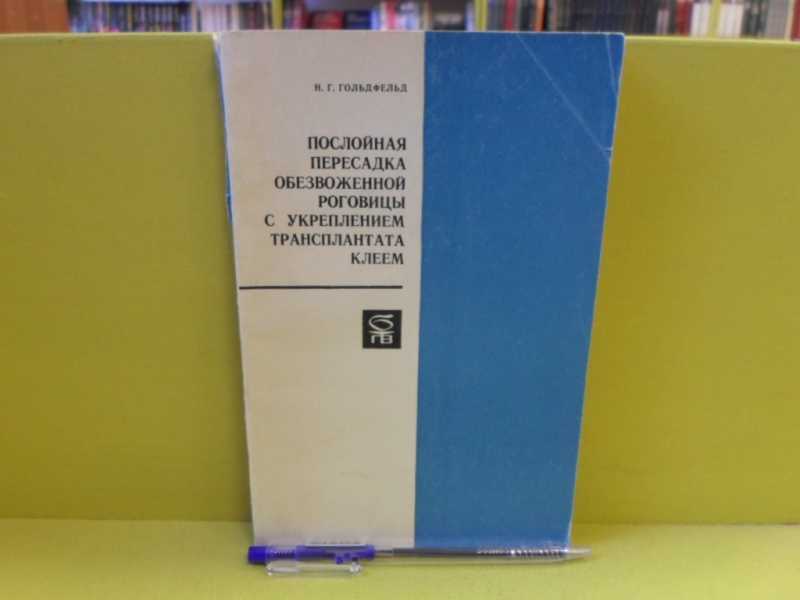 Н. Г. ГОЛЬДФЕЛЬД
ПОСЛОЙНАЯ
ПЕРЕСАДКА
ОБЕЗВОЖЕННОЙ
РОГОВИЦЫ
С УКРЕПЛЕНИЕМ
ТРАНСПЛАНТАТА
КЛЕЕМ